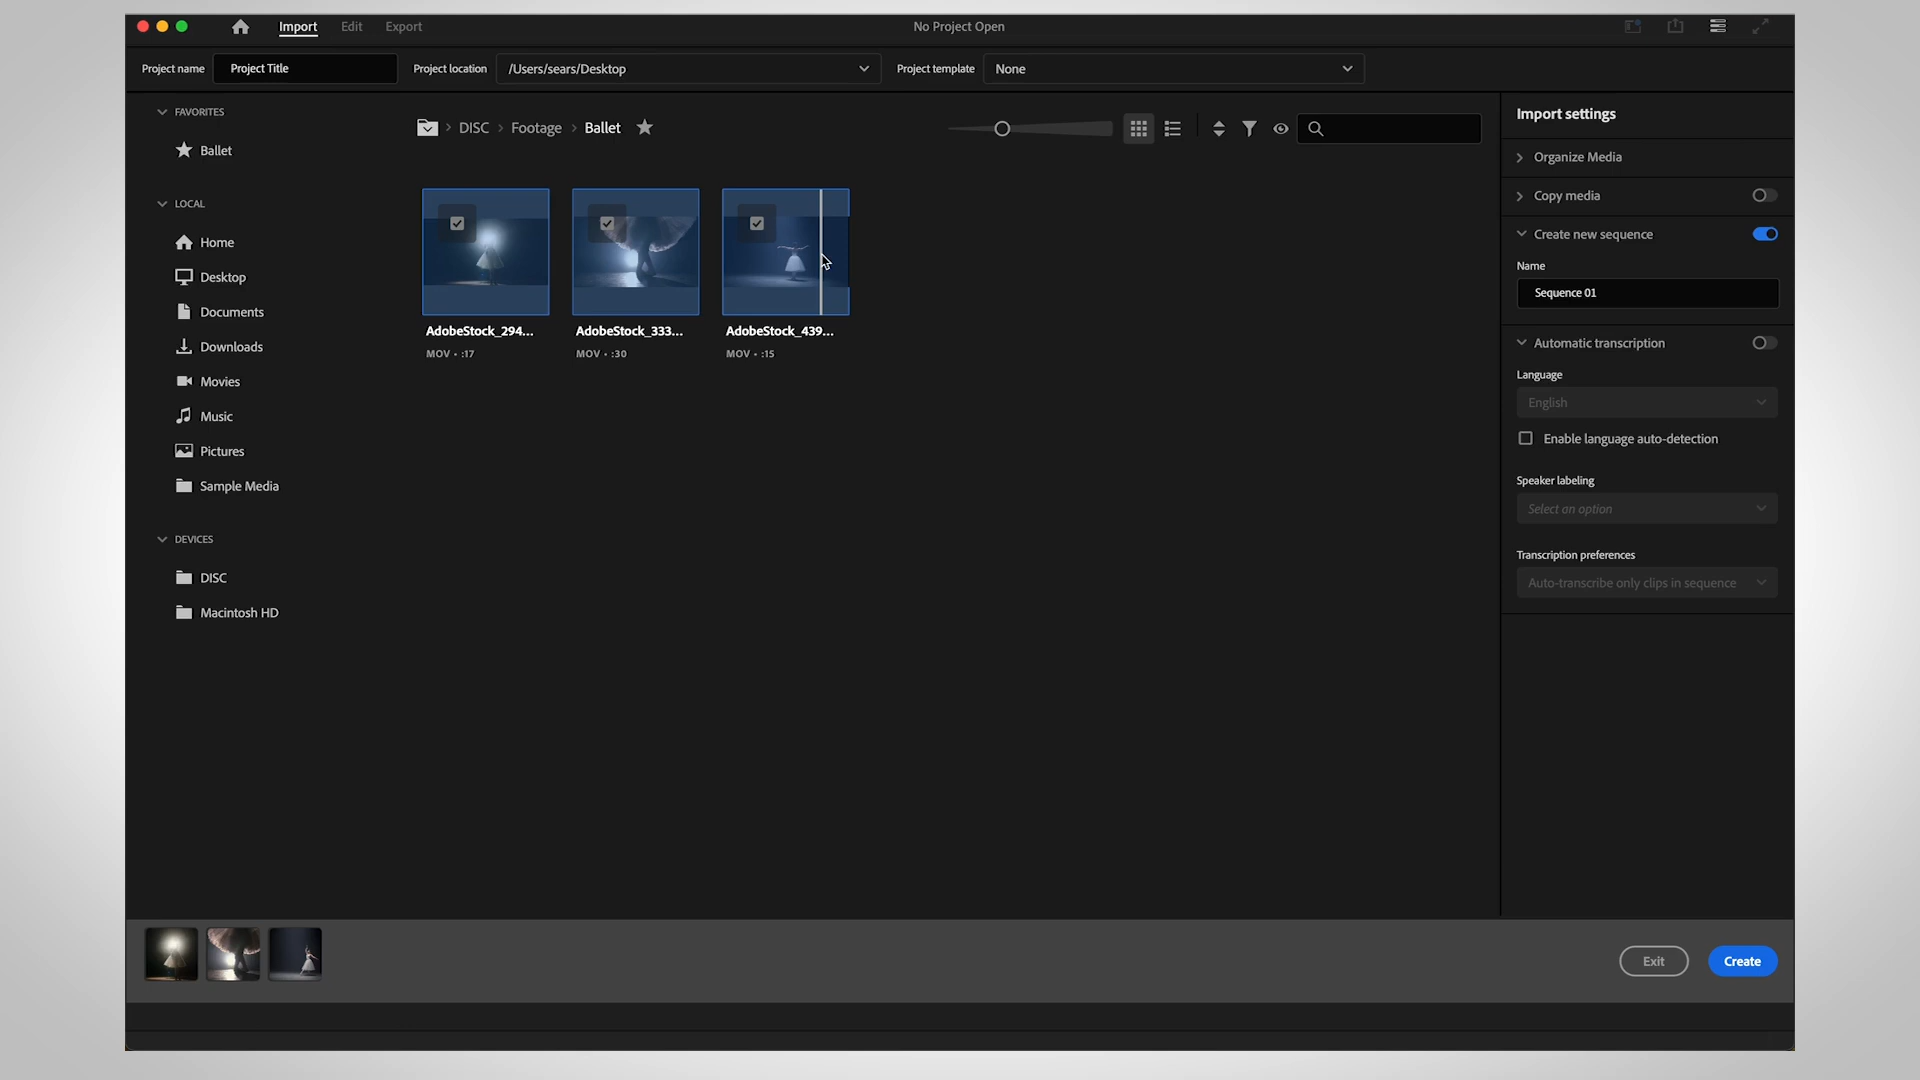 Import
Edit
Export
No Project Open
Project name
Project Title
Project location
/Users/sears/Desktop
Project template
None
FAVORITES
Ballet
LOCAL
Home
Desktop
Documents
Downloads
Movies
Music
Pictures
Sample Media
DEVICES
DISC
Macintosh HD
DISC > Footage > Ballet
AdobeStock_294...
MOV • :17
AdobeStock_333...
MOV • :30
AdobeStock_439...
MOV • :15
Import settings
Organize Media
Copy media
Create new sequence
Name
Sequence 01
Automatic transcription
Language
English
Enable language auto-detection
Speaker labeling
Select an option
Transcription preferences
Auto-transcribe only clips in sequence
Exit
Create